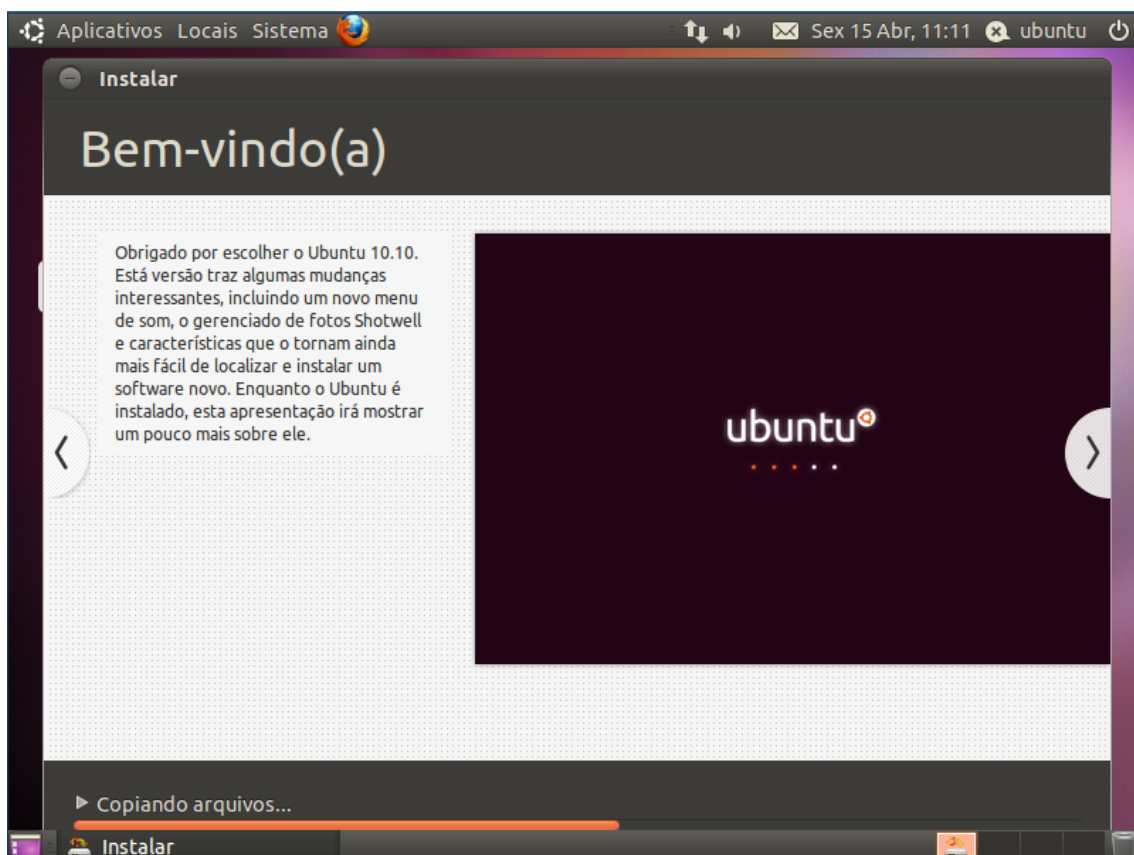 Aplicativos Locais Sistema Sex 15 Abr, 11:11 ubuntu
Instalar
Bem-vindo(a)
Obrigado por escolher o Ubuntu 10.10.
Está versão traz algumas mudanças
interessantes, incluindo um novo menu
de som, o gerenciado de fotos Shotwell
e características que o tornam ainda
mais fácil de localizar e instalar um
software novo. Enquanto o Ubuntu é
instalado, esta apresentação irá mostrar
um pouco mais sobre ele.
ubuntu
Copiando arquivos...
Instalar